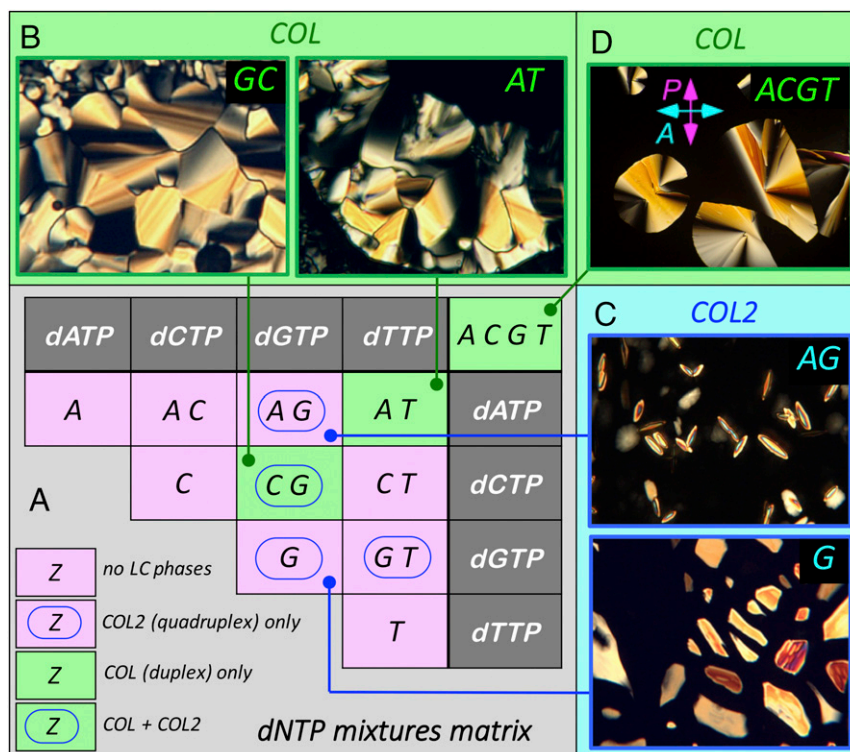 B
COL
GC
AT
D
COL
ACGT
P
A
dATP
dCTP
dGTP
dTTP
A C G T
A
A C
A G
A T
dATP
C
C G
C T
dCTP
G
G T
dGTP
T
dTTP
A
Z no LC phases
Z COL2 (quadruplex) only
Z COL (duplex) only
Z COL + COL2
dNTP mixtures matrix
C
COL2
AG
G